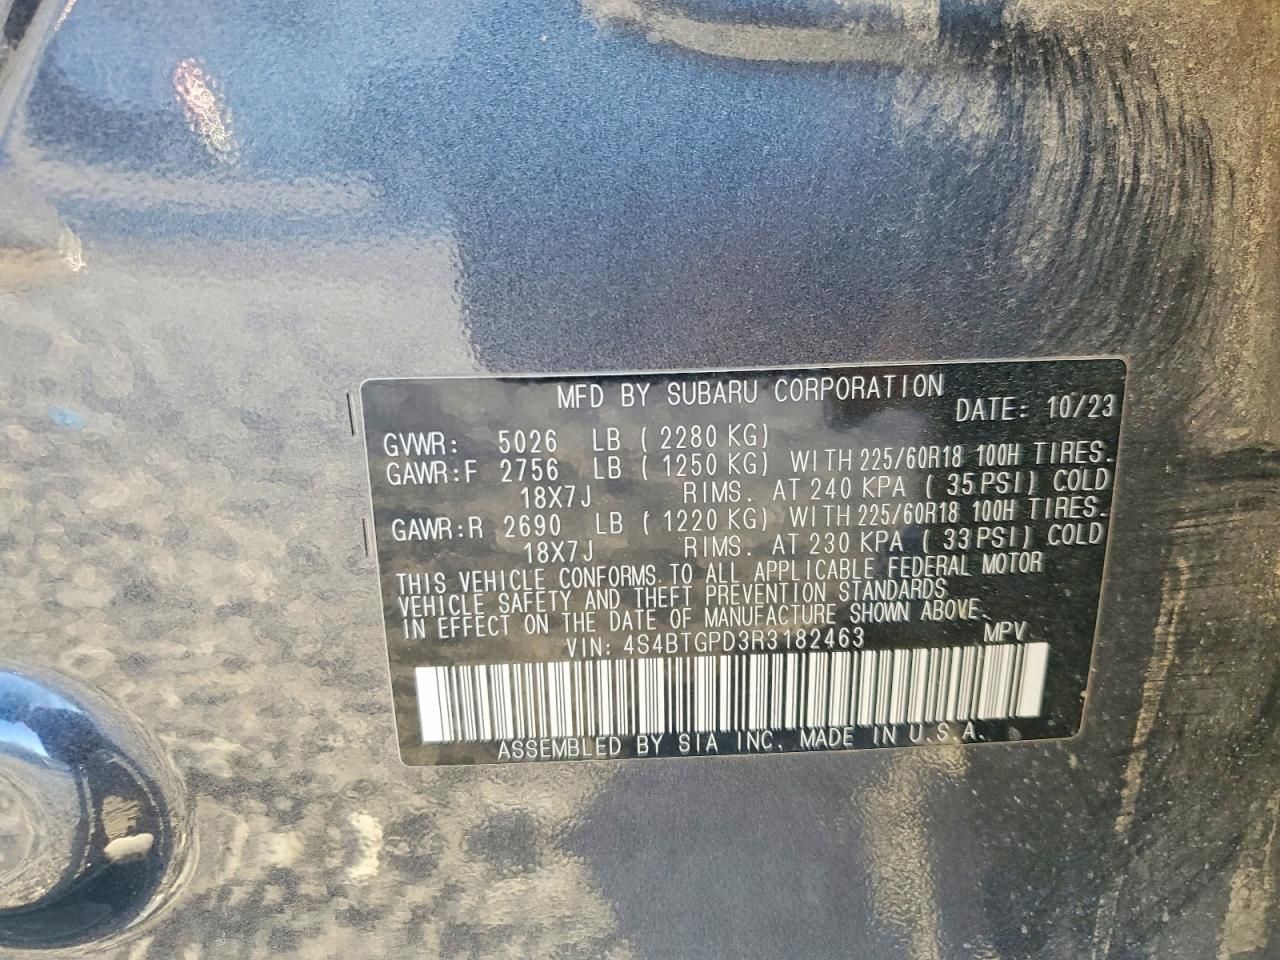 MFD BY SUBARU CORPORATION
DATE: 10/23
GVWR: 5026 LB ( 2280 KG)
GAWR:F 2756 LB ( 1250 KG) WITH 225/60R18 100H TIRES.
18X7J RIMS. AT 240 KPA ( 35 PSI) COLD
GAWR:R 2690 LB ( 1220 KG) WITH 225/60R18 100H TIRES.
18X7J RIMS. AT 230 KPA ( 33 PSI) COLD
THIS VEHICLE CONFORMS TO ALL APPLICABLE FEDERAL MOTOR
VEHICLE SAFETY AND THEFT PREVENTION STANDARDS
IN EFFECT ON THE DATE OF MANUFACTURE SHOWN ABOVE.
VIN: 4S4BTGPD3R3182463 MPV
ASSEMBLED BY SIA INC. MADE IN U.S.A.